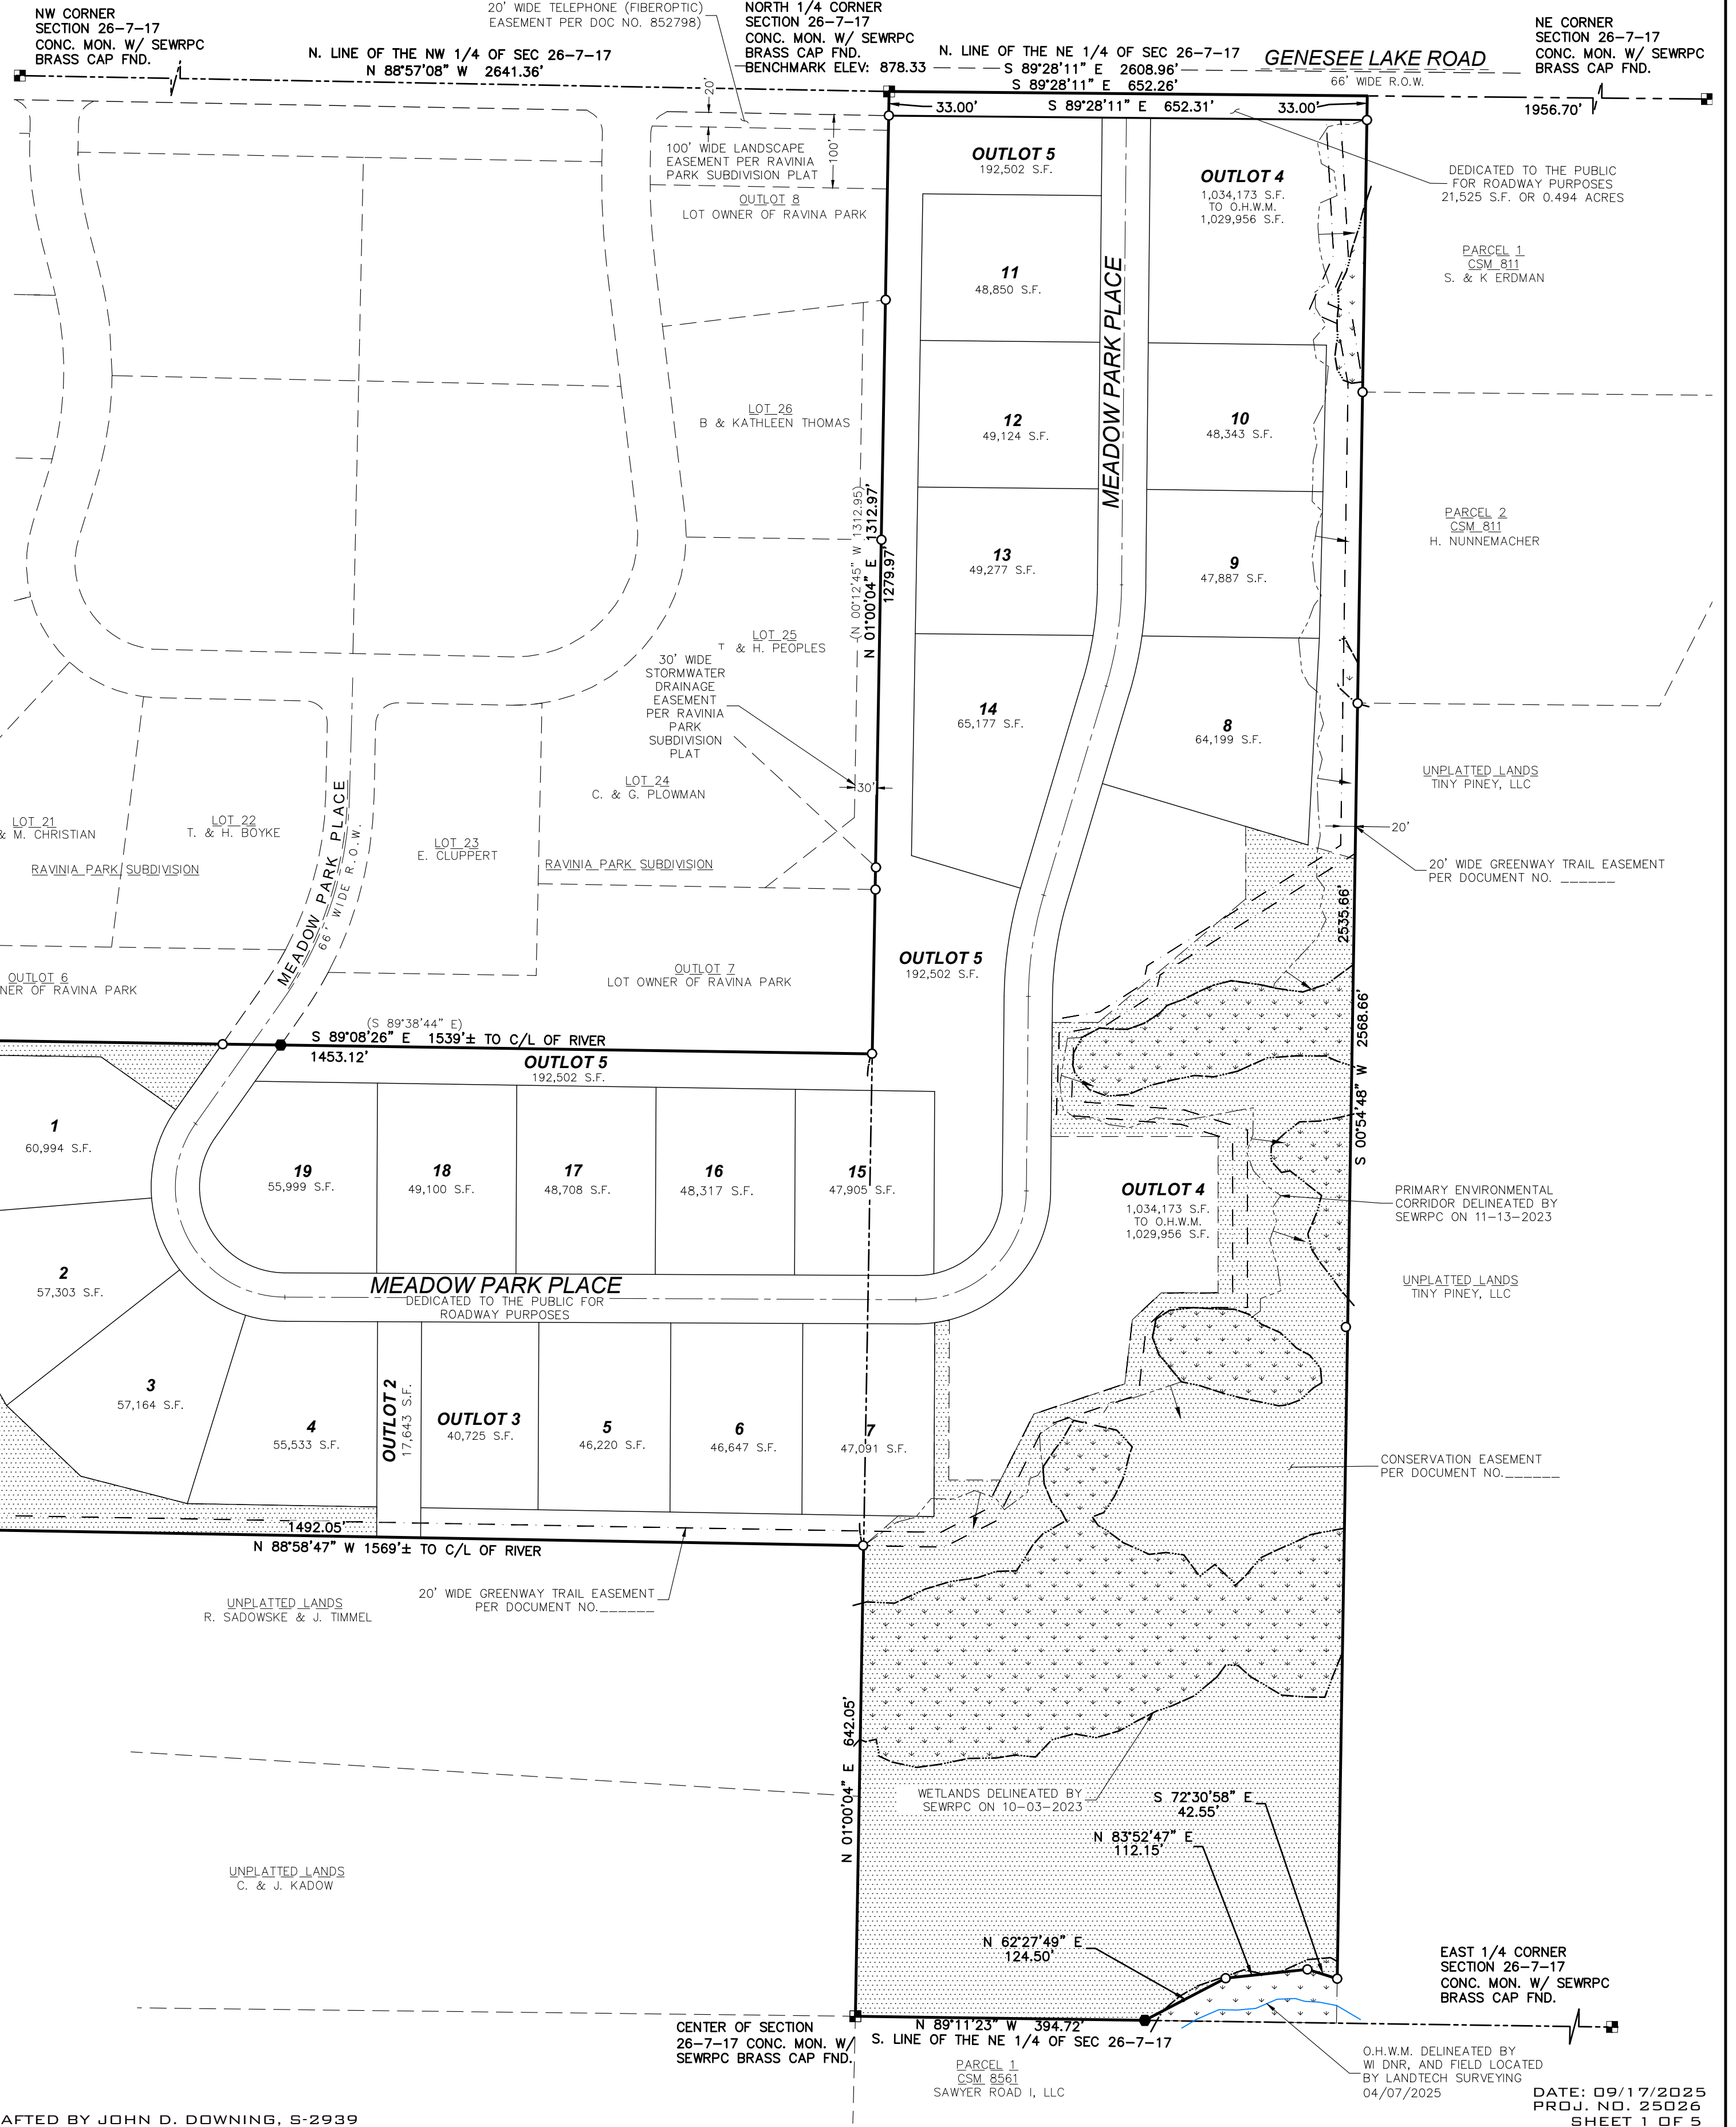 NW CORNER
SECTION 26-7-17
CONC. MON. W/ SEWRPC
BRASS CAP FND.
N. LINE OF THE NW 1/4 OF SEC 26-7-17
N 88°57'08" W 2641.36'
20' WIDE TELEPHONE (FIBEROPTIC)
EASEMENT PER DOC NO. 852798)
NORTH 1/4 CORNER
SECTION 26-7-17
CONC. MON. W/ SEWRPC
BRASS CAP FND.
BENCHMARK ELEV: 878.33
N. LINE OF THE NE 1/4 OF SEC 26-7-17
S 89°28'11" E 2608.96'
S 89°28'11" E 652.26'
GENESEE LAKE ROAD
66' WIDE R.O.W.
NE CORNER
SECTION 26-7-17
CONC. MON. W/ SEWRPC
BRASS CAP FND.
33.00'
S 89°28'11" E 652.31'
33.00'
1956.70'
20'
100'
100' WIDE LANDSCAPE
EASEMENT PER RAVINIA
PARK SUBDIVISION PLAT
OUTLOT 8
LOT OWNER OF RAVINA PARK
OUTLOT 5
192,502 S.F.
OUTLOT 4
1,034,173 S.F.
TO O.H.W.M.
1,029,956 S.F.
DEDICATED TO THE PUBLIC
FOR ROADWAY PURPOSES
21,525 S.F. OR 0.494 ACRES
PARCEL 1
CSM 811
S. & K ERDMAN
11
48,850 S.F.
MEADOW PARK PLACE
LOT 26
B & KATHLEEN THOMAS
12
49,124 S.F.
10
48,343 S.F.
(N 00°12'45" W 1312.95)
N 01°00'04" E 1312.97'
1279.97'
PARCEL 2
CSM 811
H. NUNNEMACHER
13
49,277 S.F.
9
47,887 S.F.
LOT 25
T & H. PEOPLES
30' WIDE
STORMWATER
DRAINAGE
EASEMENT
PER RAVINIA
PARK
SUBDIVISION
PLAT
14
65,177 S.F.
8
64,199 S.F.
30'
LOT 24
C. & G. PLOWMAN
UNPLATTED LANDS
TINY PINEY, LLC
LOT 21
& M. CHRISTIAN
LOT 22
T. & H. BOYKE
LOT 23
E. CLUPPERT
MEADOW PARK PLACE
66' WIDE R.O.W.
RAVINIA PARK SUBDIVISION
RAVINIA PARK SUBDIVISION
20'
20' WIDE GREENWAY TRAIL EASEMENT
PER DOCUMENT NO. ______
2535.66'
OUTLOT 6
NER OF RAVINA PARK
OUTLOT 7
LOT OWNER OF RAVINA PARK
OUTLOT 5
192,502 S.F.
S 00°54'48" W 2568.66'
(S 89°38'44" E)
S 89°08'26" E 1539'± TO C/L OF RIVER
1453.12'
OUTLOT 5
192,502 S.F.
1
60,994 S.F.
19
55,999 S.F.
18
49,100 S.F.
17
48,708 S.F.
16
48,317 S.F.
15
47,905 S.F.
OUTLOT 4
1,034,173 S.F.
TO O.H.W.M.
1,029,956 S.F.
PRIMARY ENVIRONMENTAL
CORRIDOR DELINEATED BY
SEWRPC ON 11-13-2023
2
57,303 S.F.
MEADOW PARK PLACE
DEDICATED TO THE PUBLIC FOR
ROADWAY PURPOSES
UNPLATTED LANDS
TINY PINEY, LLC
3
57,164 S.F.
4
55,533 S.F.
OUTLOT 2
17,643 S.F.
OUTLOT 3
40,725 S.F.
5
46,220 S.F.
6
46,647 S.F.
7
47,091 S.F.
CONSERVATION EASEMENT
PER DOCUMENT NO.______
1492.05'
N 88°58'47" W 1569'± TO C/L OF RIVER
UNPLATTED LANDS
R. SADOWSKE & J. TIMMEL
20' WIDE GREENWAY TRAIL EASEMENT
PER DOCUMENT NO.______
N 01°00'04" E 642.05'
WETLANDS DELINEATED BY
SEWRPC ON 10-03-2023
S 72°30'58" E
42.55'
N 83°52'47" E
112.15'
UNPLATTED LANDS
C. & J. KADOW
N 62°27'49" E
124.50'
EAST 1/4 CORNER
SECTION 26-7-17
CONC. MON. W/ SEWRPC
BRASS CAP FND.
CENTER OF SECTION
26-7-17 CONC. MON. W/
SEWRPC BRASS CAP FND.
N 89°11'23" W 394.72'
S. LINE OF THE NE 1/4 OF SEC 26-7-17
PARCEL 1
CSM 8561
SAWYER ROAD I, LLC
O.H.W.M. DELINEATED BY
WI DNR, AND FIELD LOCATED
BY LANDTECH SURVEYING
04/07/2025
AFTED BY JOHN D. DOWNING, S-2939
DATE: 09/17/2025
PROJ. NO. 25026
SHEET 1 OF 5